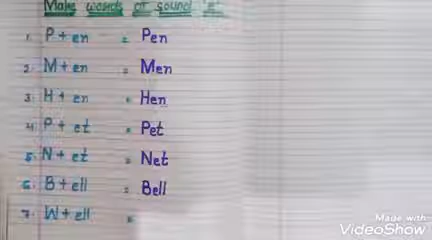 Make words of sound "e"
1. P + en = Pen
2. M + en = Men
3. H + en = Hen
4. P + et = Pet
5. N + et = Net
6. B + ell = Bell
7. W + ell =
Made with
VideoShow